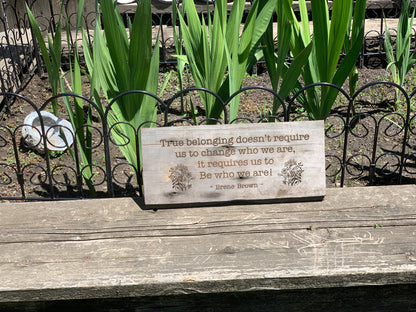 True belonging doesn't require
us to change who we are,
it requires us to
Be who we are!
- Brene Brown -